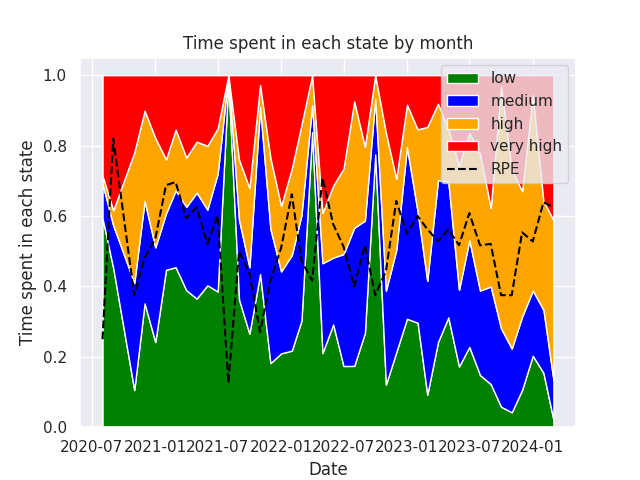 Time spent in each state by month
Time spent in each state
1.0
0.8
0.6
0.4
0.2
0.0
low
medium
high
very high
RPE
2020-07 2021-01 2021-07 2022-01 2022-07 2023-01 2023-07 2024-01
Date